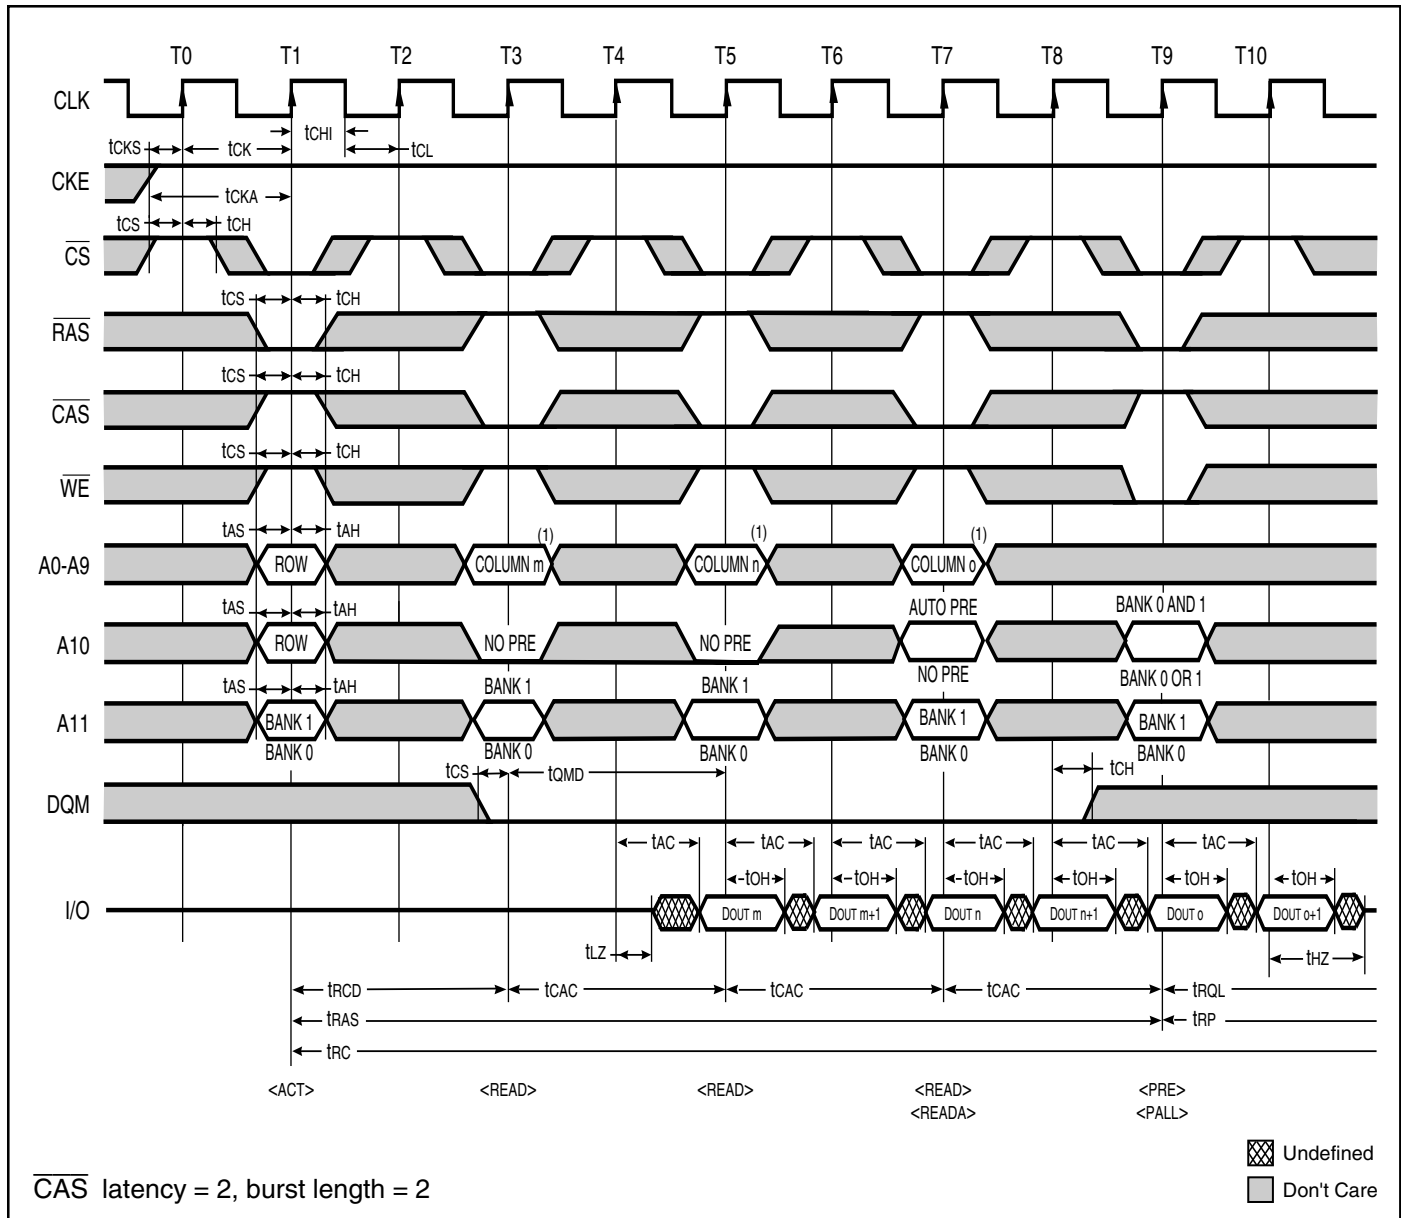 T0 T1 T2 T3 T4 T5 T6 T7 T8 T9 T10
CLK
tCHI
tCKS tCK tCL
CKE
tCKA
tCS tCH
CS
tCS tCH
RAS
tCS tCH
CAS
tCS tCH
WE
tAS tAH (1) (1) (1)
A0-A9 ROW COLUMN m COLUMN n COLUMN o
tAS tAH AUTO PRE BANK 0 AND 1
A10 ROW NO PRE NO PRE
NO PRE BANK 0 OR 1
tAS tAH BANK 1 BANK 1
A11 BANK 1 BANK 1 BANK 1
BANK 0 BANK 0 BANK 0 BANK 0 BANK 0
tCS tQMD tCH
DQM
tAC tAC tAC tAC tAC tAC
tOH tOH tOH tOH tOH tOH
I/O DOUT m DOUT m+1 DOUT n DOUT n+1 DOUT o DOUT o+1
tLZ tHZ
tRCD tCAC tCAC tCAC tRQL
tRAS tRP
tRC
<ACT> <READ> <READ> <READ> <PRE>
<READA> <PALL>
Undefined
CAS latency = 2, burst length = 2 Don't Care